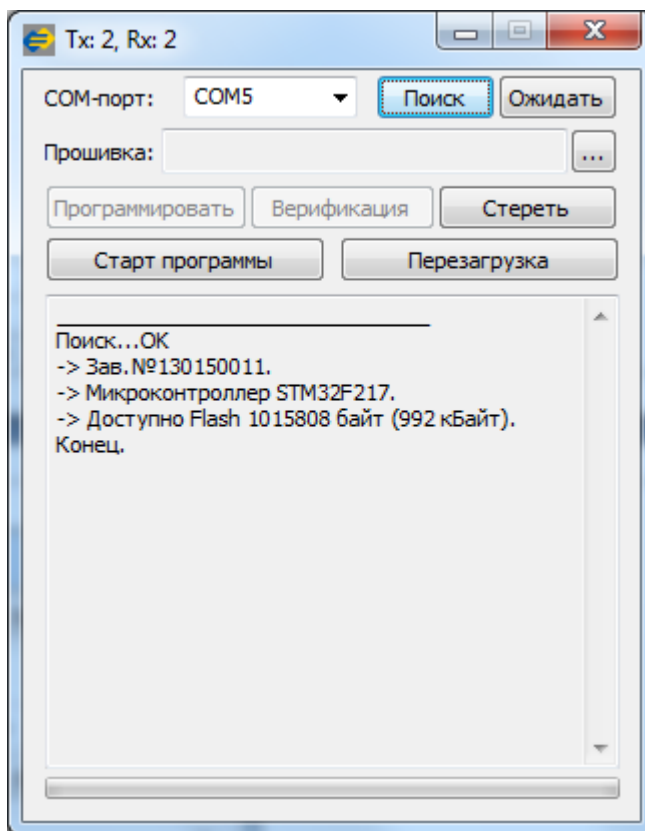 Tx: 2, Rx: 2
COM-порт: COM5 Поиск Ожидать
Прошивка: ...
Программировать Верификация Стереть
Старт программы Перезагрузка
Поиск...ОК
-> Зав.№130150011.
-> Микроконтроллер STM32F217.
-> Доступно Flash 1015808 байт (992 кБайт).
Конец.